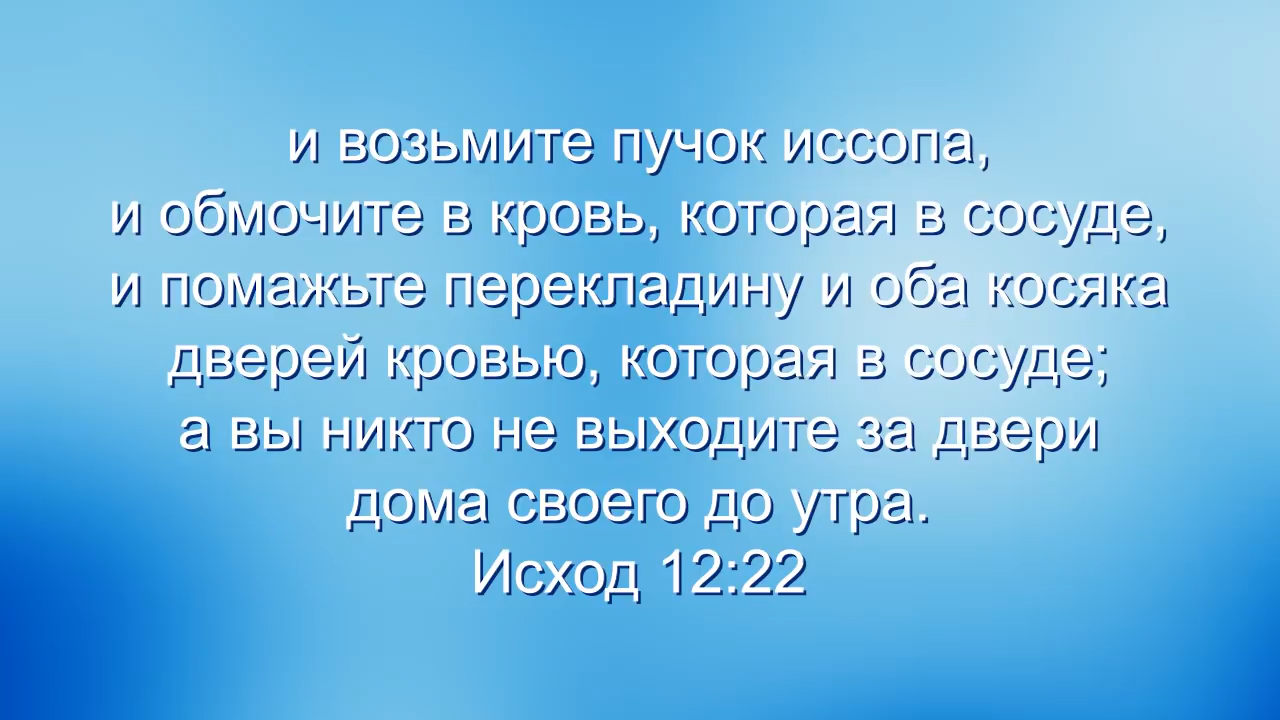 и возьмите пучок иссопа,
и обмочите в кровь, которая в сосуде,
и помажьте перекладину и оба косяка
дверей кровью, которая в сосуде;
а вы никто не выходите за двери
дома своего до утра.
Исход 12:22